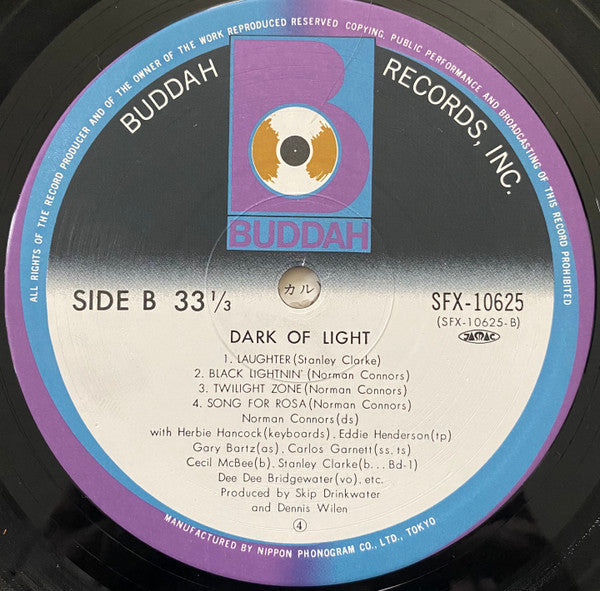 ALL RIGHTS OF THE RECORD PRODUCER AND OF THE OWNER OF THE WORK REPRODUCED RESERVED COPYING, PUBLIC PERFORMANCE AND BROADCASTING OF THIS RECORD PROHIBITED
BUDDAH RECORDS, INC.
B
BUDDAH
SIDE B 33 1/3
カル
SFX-10625
(SFX-10625-B)
JASRAC
DARK OF LIGHT
1. LAUGHTER(Stanley Clarke)
2. BLACK LIGHTNIN' (Norman Connors)
3. TWILIGHT ZONE(Norman Connors)
4. SONG FOR ROSA(Norman Connors)
Norman Connors(ds)
with Herbie Hancock(keyboards). Eddie Henderson(tp)
Gary Bartz(as). Carlos Garnett(ss, ts)
Cecil McBee(b). Stanley Clarke(b...Bd-1)
Dee Dee Bridgewater(vo). etc.
Produced by Skip Drinkwater
and Dennis Wilen
④
MANUFACTURED BY NIPPON PHONOGRAM CO., LTD., TOKYO